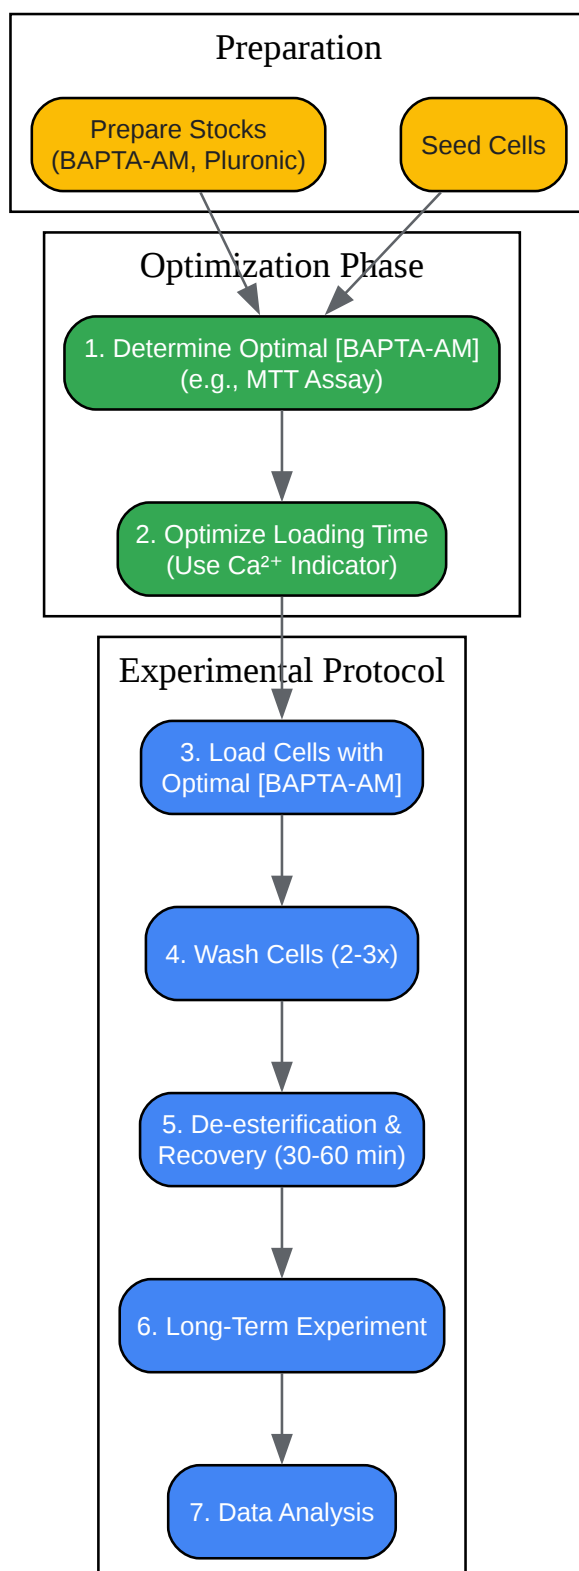 Preparation
Prepare Stocks
(BAPTA-AM, Pluronic)
Seed Cells
Optimization Phase
1. Determine Optimal [BAPTA-AM]
(e.g., MTT Assay)
2. Optimize Loading Time
(Use Ca²⁺ Indicator)
Experimental Protocol
3. Load Cells with
Optimal [BAPTA-AM]
4. Wash Cells (2-3x)
5. De-esterification &
Recovery (30-60 min)
6. Long-Term Experiment
7. Data Analysis